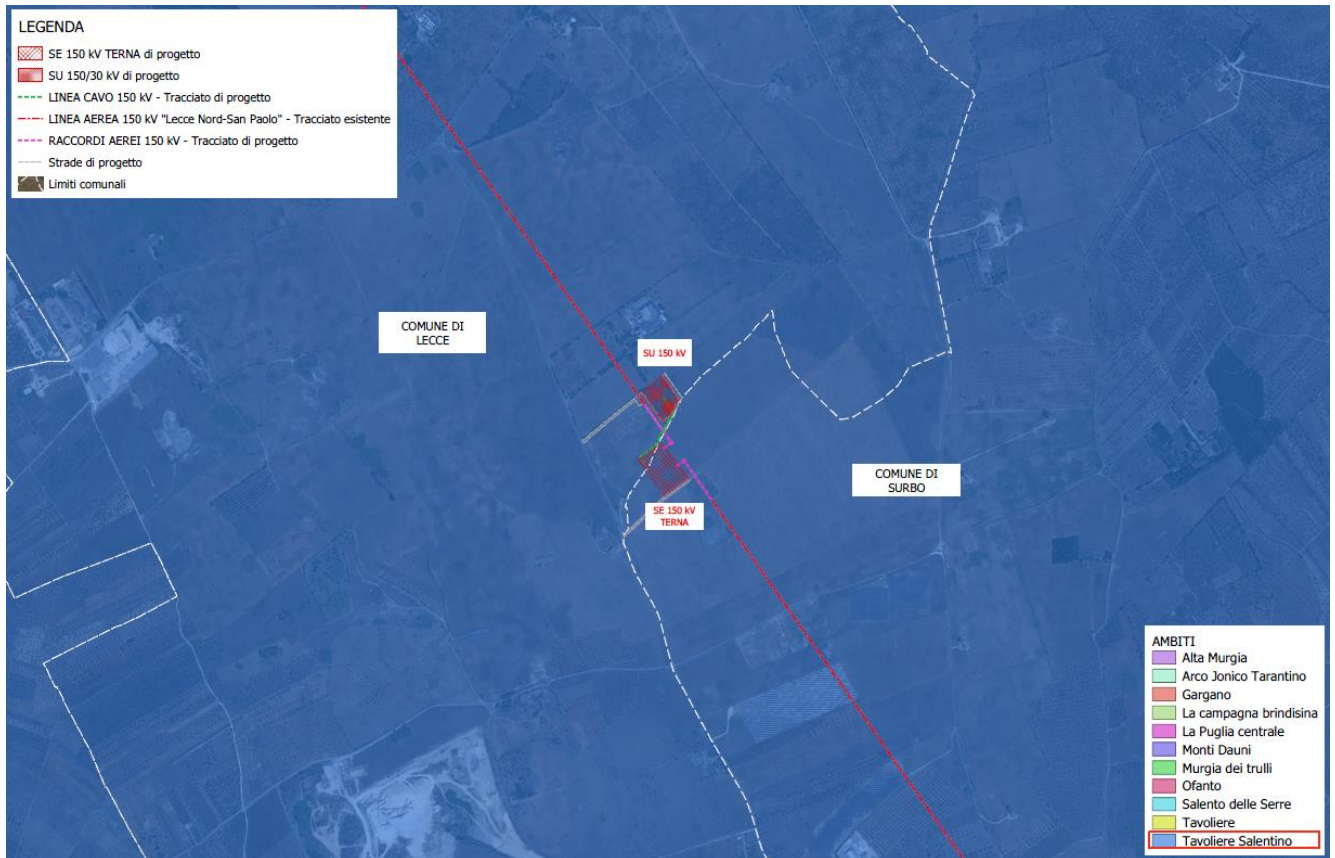 LEGENDA
SE 150 kV TERNA di progetto
SU 150/30 kV di progetto
LINEA CAVO 150 kV - Tracciato di progetto
LINEA AEREA 150 kV "Lecce Nord-San Paolo" - Tracciato esistente
RACCORDI AEREI 150 kV - Tracciato di progetto
Strade di progetto
Limiti comunali
COMUNE DI
LECCE
SU 150 kV
COMUNE DI
SURBO
SE 150 kV
TERNA
AMBITI
Alta Murgia
Arco Jonico Tarantino
Gargano
La campagna brindisina
La Puglia centrale
Monti Dauni
Murgia dei trulli
Ofanto
Salento delle Serre
Tavoliere
Tavoliere Salentino